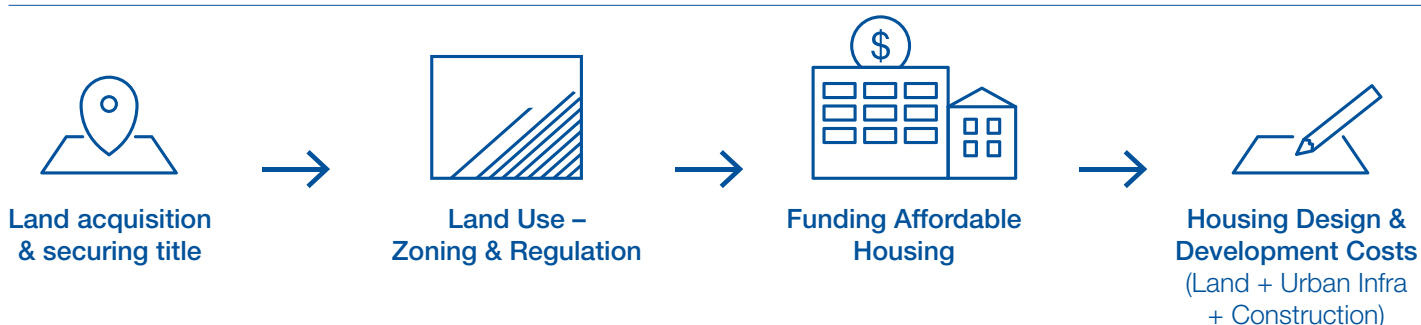 $
Land acquisition
& securing title
Land Use –
Zoning & Regulation
Funding Affordable
Housing
Housing Design &
Development Costs
(Land + Urban Infra
+ Construction)